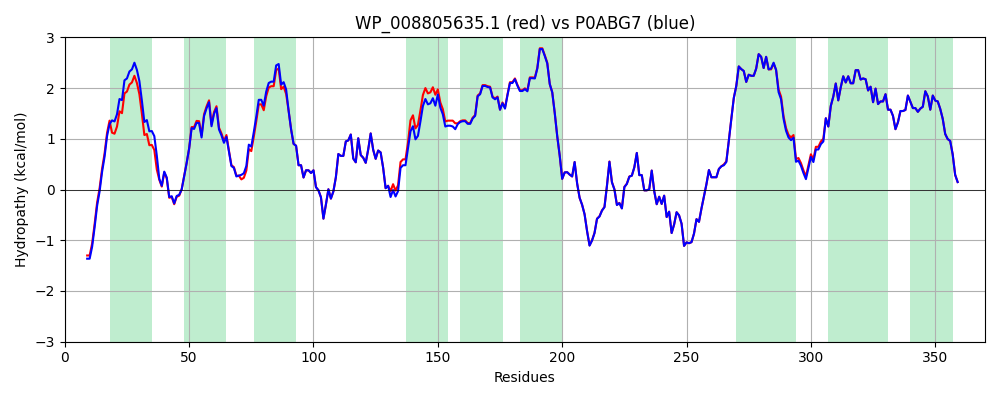 WP_008805635.1 (red) vs P0ABG7 (blue)
Hydropathy (kcal/mol)
3
2
1
0
−1
−2
−3
0 50 100 150 200 250 300 350
Residues